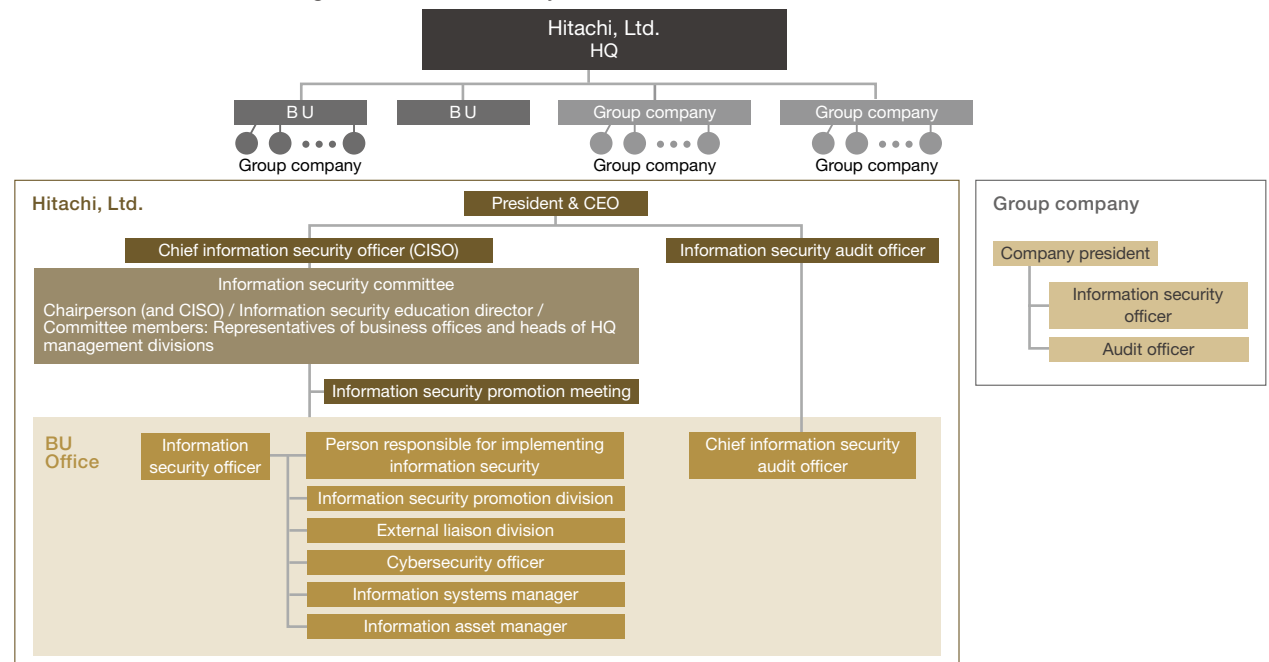 Hitachi, Ltd.
HQ
B U
B U
Group company
Group company
Group company
Group company
Group company
Hitachi, Ltd.
President & CEO
Chief information security officer (CISO)
Information security audit officer
Information security committee
Chairperson (and CISO) / Information security education director /
Committee members: Representatives of business offices and heads of HQ
management divisions
Information security promotion meeting
BU
Office
Information
security officer
Person responsible for implementing
information security
Information security promotion division
External liaison division
Cybersecurity officer
Information systems manager
Information asset manager
Chief information security
audit officer
Group company
Company president
Information security
officer
Audit officer